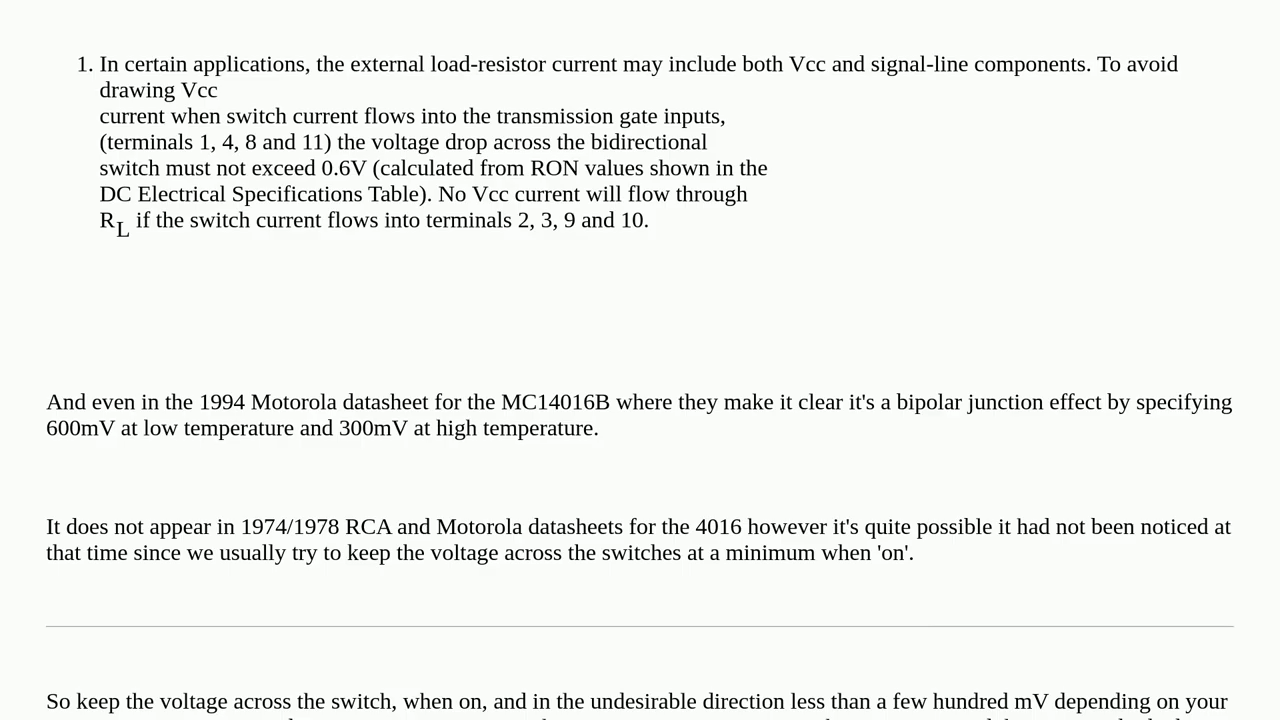 1. In certain applications, the external load-resistor current may include both Vcc and signal-line components. To avoid
drawing Vcc
current when switch current flows into the transmission gate inputs,
(terminals 1, 4, 8 and 11) the voltage drop across the bidirectional
switch must not exceed 0.6V (calculated from RON values shown in the
DC Electrical Specifications Table). No Vcc current will flow through
RL if the switch current flows into terminals 2, 3, 9 and 10.
And even in the 1994 Motorola datasheet for the MC14016B where they make it clear it's a bipolar junction effect by specifying
600mV at low temperature and 300mV at high temperature.
It does not appear in 1974/1978 RCA and Motorola datasheets for the 4016 however it's quite possible it had not been noticed at
that time since we usually try to keep the voltage across the switches at a minimum when 'on'.
So keep the voltage across the switch, when on, and in the undesirable direction less than a few hundred mV depending on your